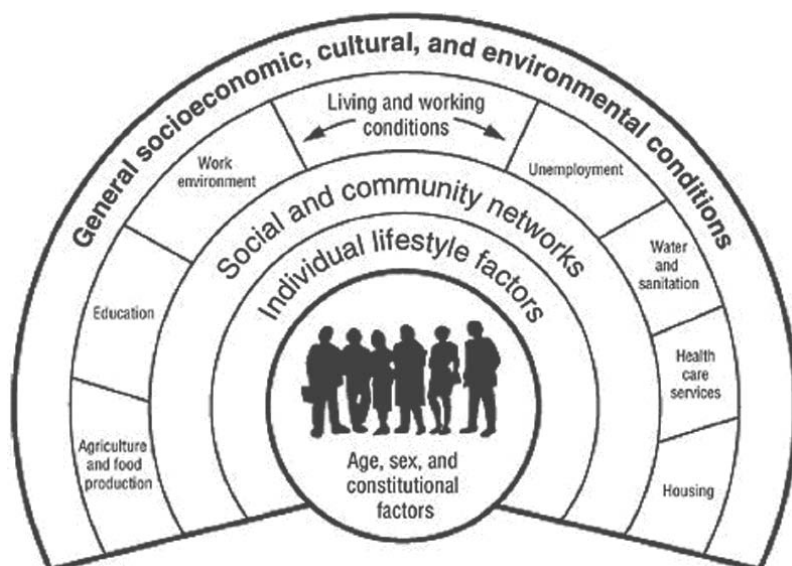 General socioeconomic, cultural, and environmental conditions
Living and working
conditions
Work
environment
Unemployment
Education
Water
and
sanitation
Agriculture
and food
production
Health
care
services
Housing
Social and community networks
Individual lifestyle factors
Age, sex, and
constitutional
factors